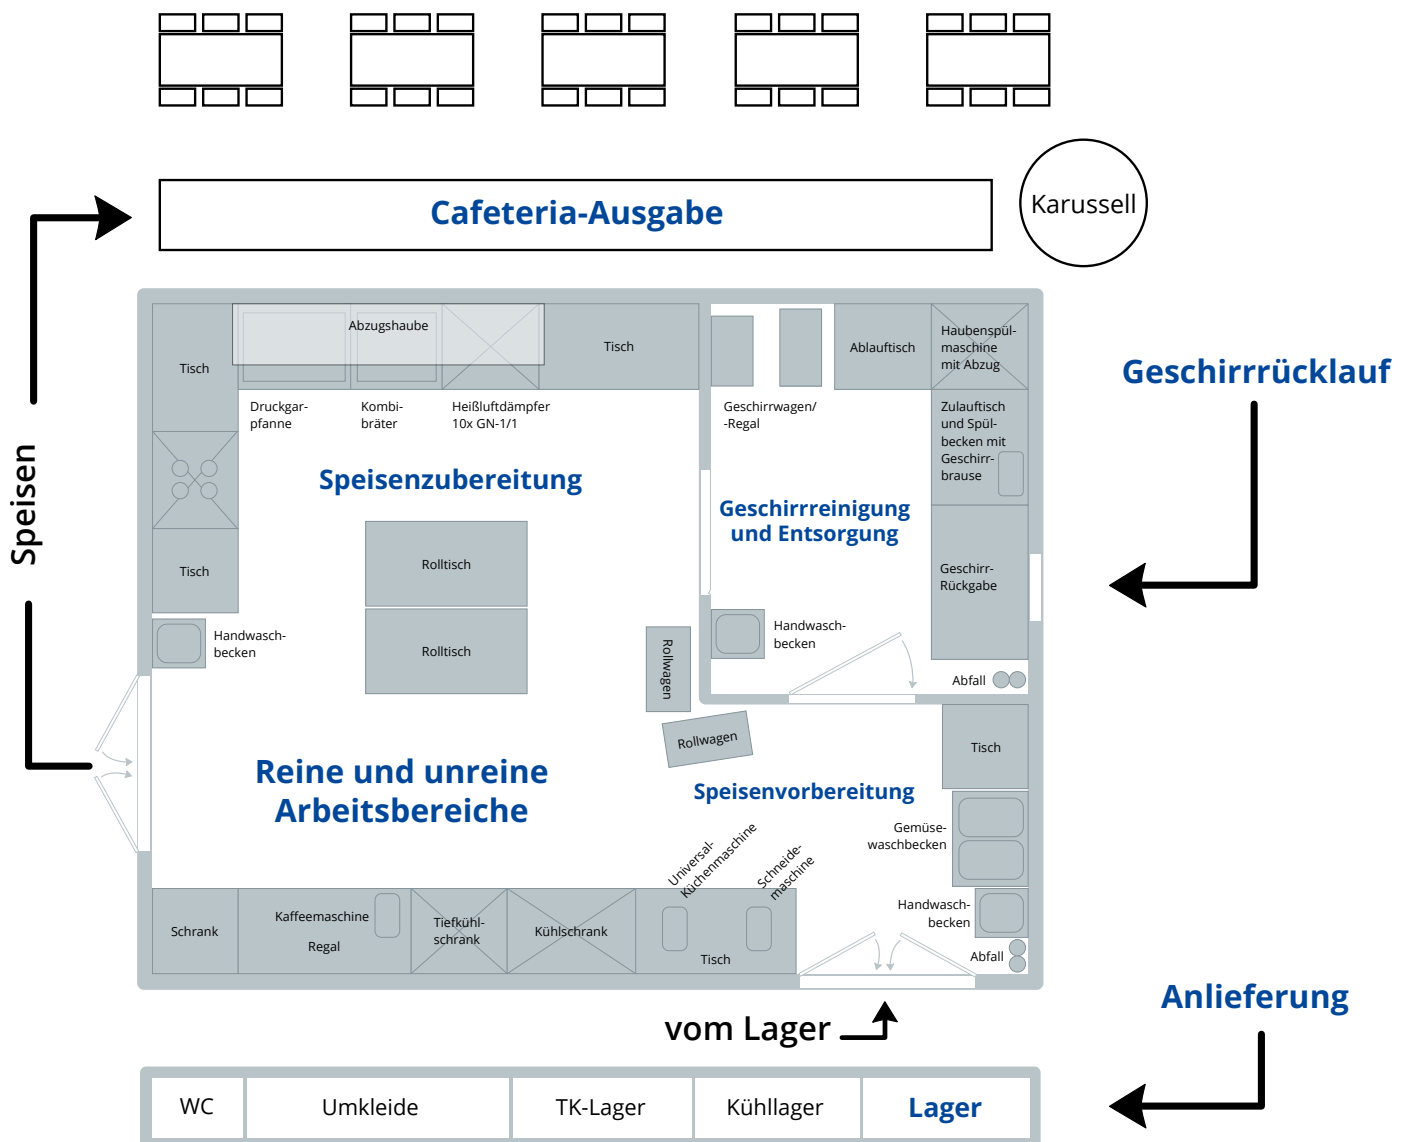 Cafeteria-Ausgabe
Karussell
Speisen
Geschirrrücklauf
Tisch
Abzugshaube
Tisch
Ablauftisch
Haubenspül-
maschine
mit Abzug
Druckgar-
pfanne
Kombi-
bräter
Heißluftdämpfer
10x GN-1/1
Geschirrwagen/
-Regal
Zulauftisch
und Spül-
becken mit
Geschirr-
brause
Speisenzubereitung
Geschirrreinigung
und Entsorgung
Tisch
Rolltisch
Geschirr-
Rückgabe
Handwasch-
becken
Rolltisch
Rollwagen
Handwasch-
becken
Abfall
Rollwagen
Tisch
Reine und unreine
Arbeitsbereiche
Speisenvorbereitung
Universal-
Küchenmaschine
Schneide-
maschine
Gemüse-
waschbecken
Handwasch-
becken
Schrank
Kaffeemaschine
Regal
Tiefkühl-
schrank
Kühlschrank
Tisch
Abfall
Anlieferung
vom Lager
WC
Umkleide
TK-Lager
Kühllager
Lager